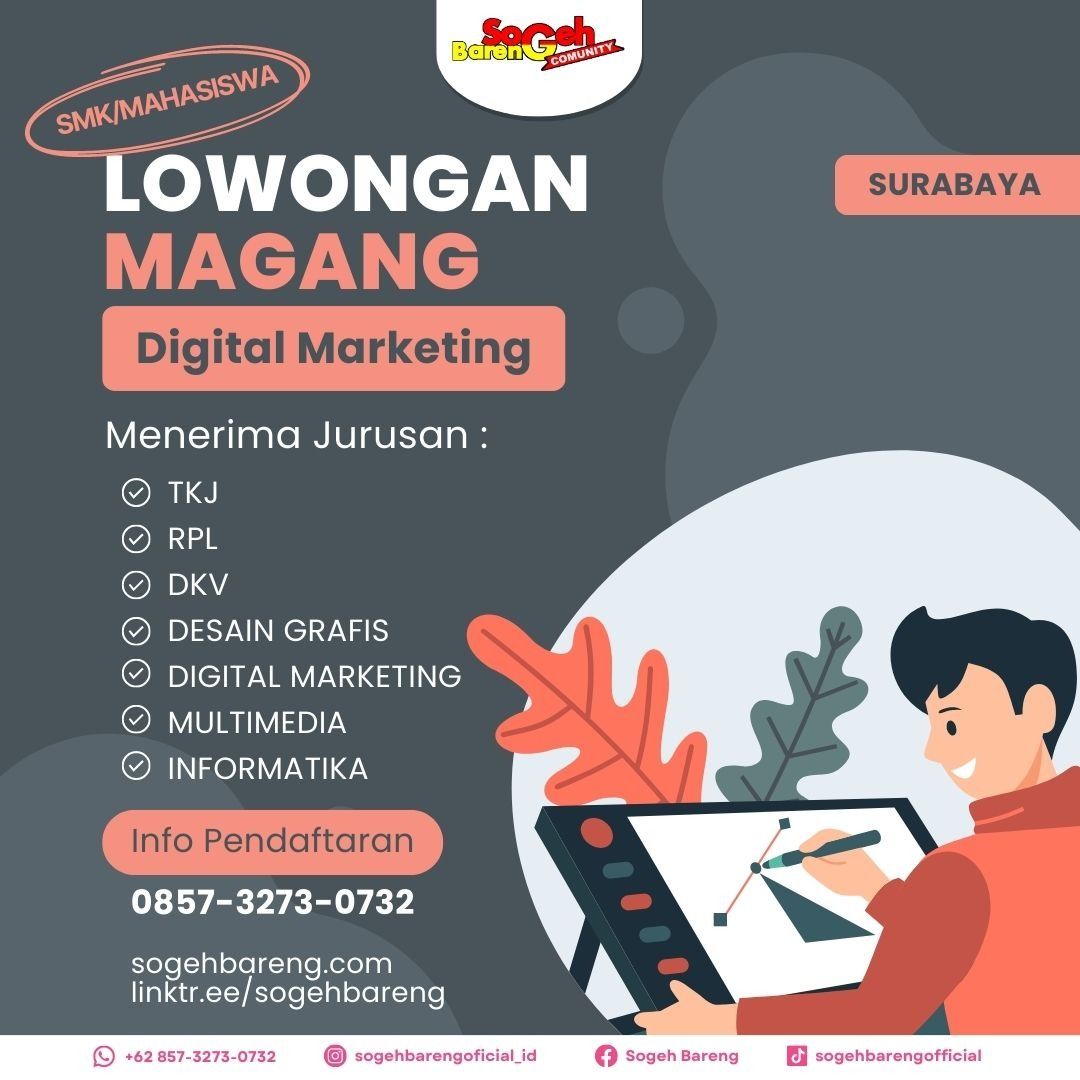 SoGeh
BarenG
COMUNITY
SMK/MAHASISWA
LOWONGAN
MAGANG
SURABAYA
Digital Marketing
Menerima Jurusan :
TKJ
RPL
DKV
DESAIN GRAFIS
DIGITAL MARKETING
MULTIMEDIA
INFORMATIKA
Info Pendaftaran
0857-3273-0732
sogehbareng.com
linktr.ee/sogehbareng
+62 857-3273-0732
sogehbarengoficial_id
Sogeh Bareng
sogehbarengofficial